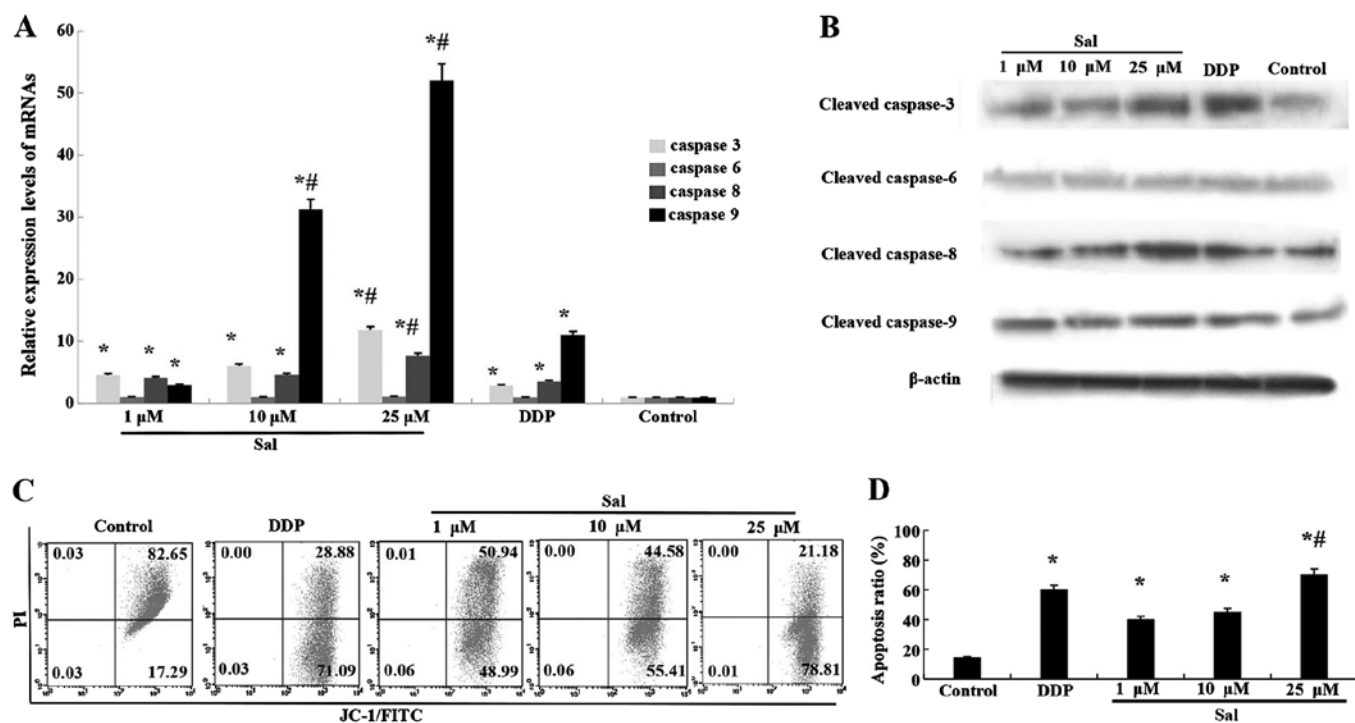 A
Relative expression levels of mRNAs
60
50
40
30
20
10
0
*#
*#
*#
*#
* * *
* *
* * *
caspase 3
caspase 6
caspase 8
caspase 9
1 µM 10 µM 25 µM DDP Control
Sal
B
Sal
1 µM 10 µM 25 µM DDP Control
Cleaved caspase-3
Cleaved caspase-6
Cleaved caspase-8
Cleaved caspase-9
β-actin
C
Sal
Control DDP 1 µM 10 µM 25 µM
0.03 82.65 0.00 28.88 0.01 50.94 0.00 44.58 0.00 21.18
PI
0.03 17.29 0.03 71.09 0.06 48.99 0.06 55.41 0.01 78.81
JC-1/FITC
D
Apoptosis ratio (%)
100
80
60
40
20
0
* * * *#
Control DDP 1 µM 10 µM 25 µM
Sal